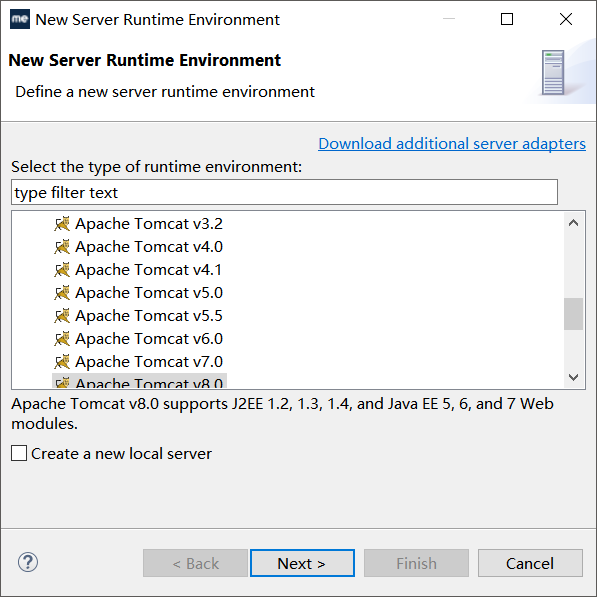 me New Server Runtime Environment
New Server Runtime Environment
Define a new server runtime environment
Download additional server adapters
Select the type of runtime environment:
type filter text
Apache Tomcat v3.2
Apache Tomcat v4.0
Apache Tomcat v4.1
Apache Tomcat v5.0
Apache Tomcat v5.5
Apache Tomcat v6.0
Apache Tomcat v7.0
Apache Tomcat v8.0
Apache Tomcat v8.0 supports J2EE 1.2, 1.3, 1.4, and Java EE 5, 6, and 7 Web
modules.
Create a new local server
? < Back Next > Finish Cancel